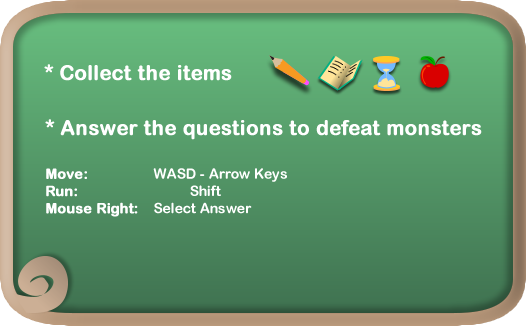 * Collect the items
* Answer the questions to defeat monsters
Move: WASD - Arrow Keys
Run: Shift
Mouse Right: Select Answer